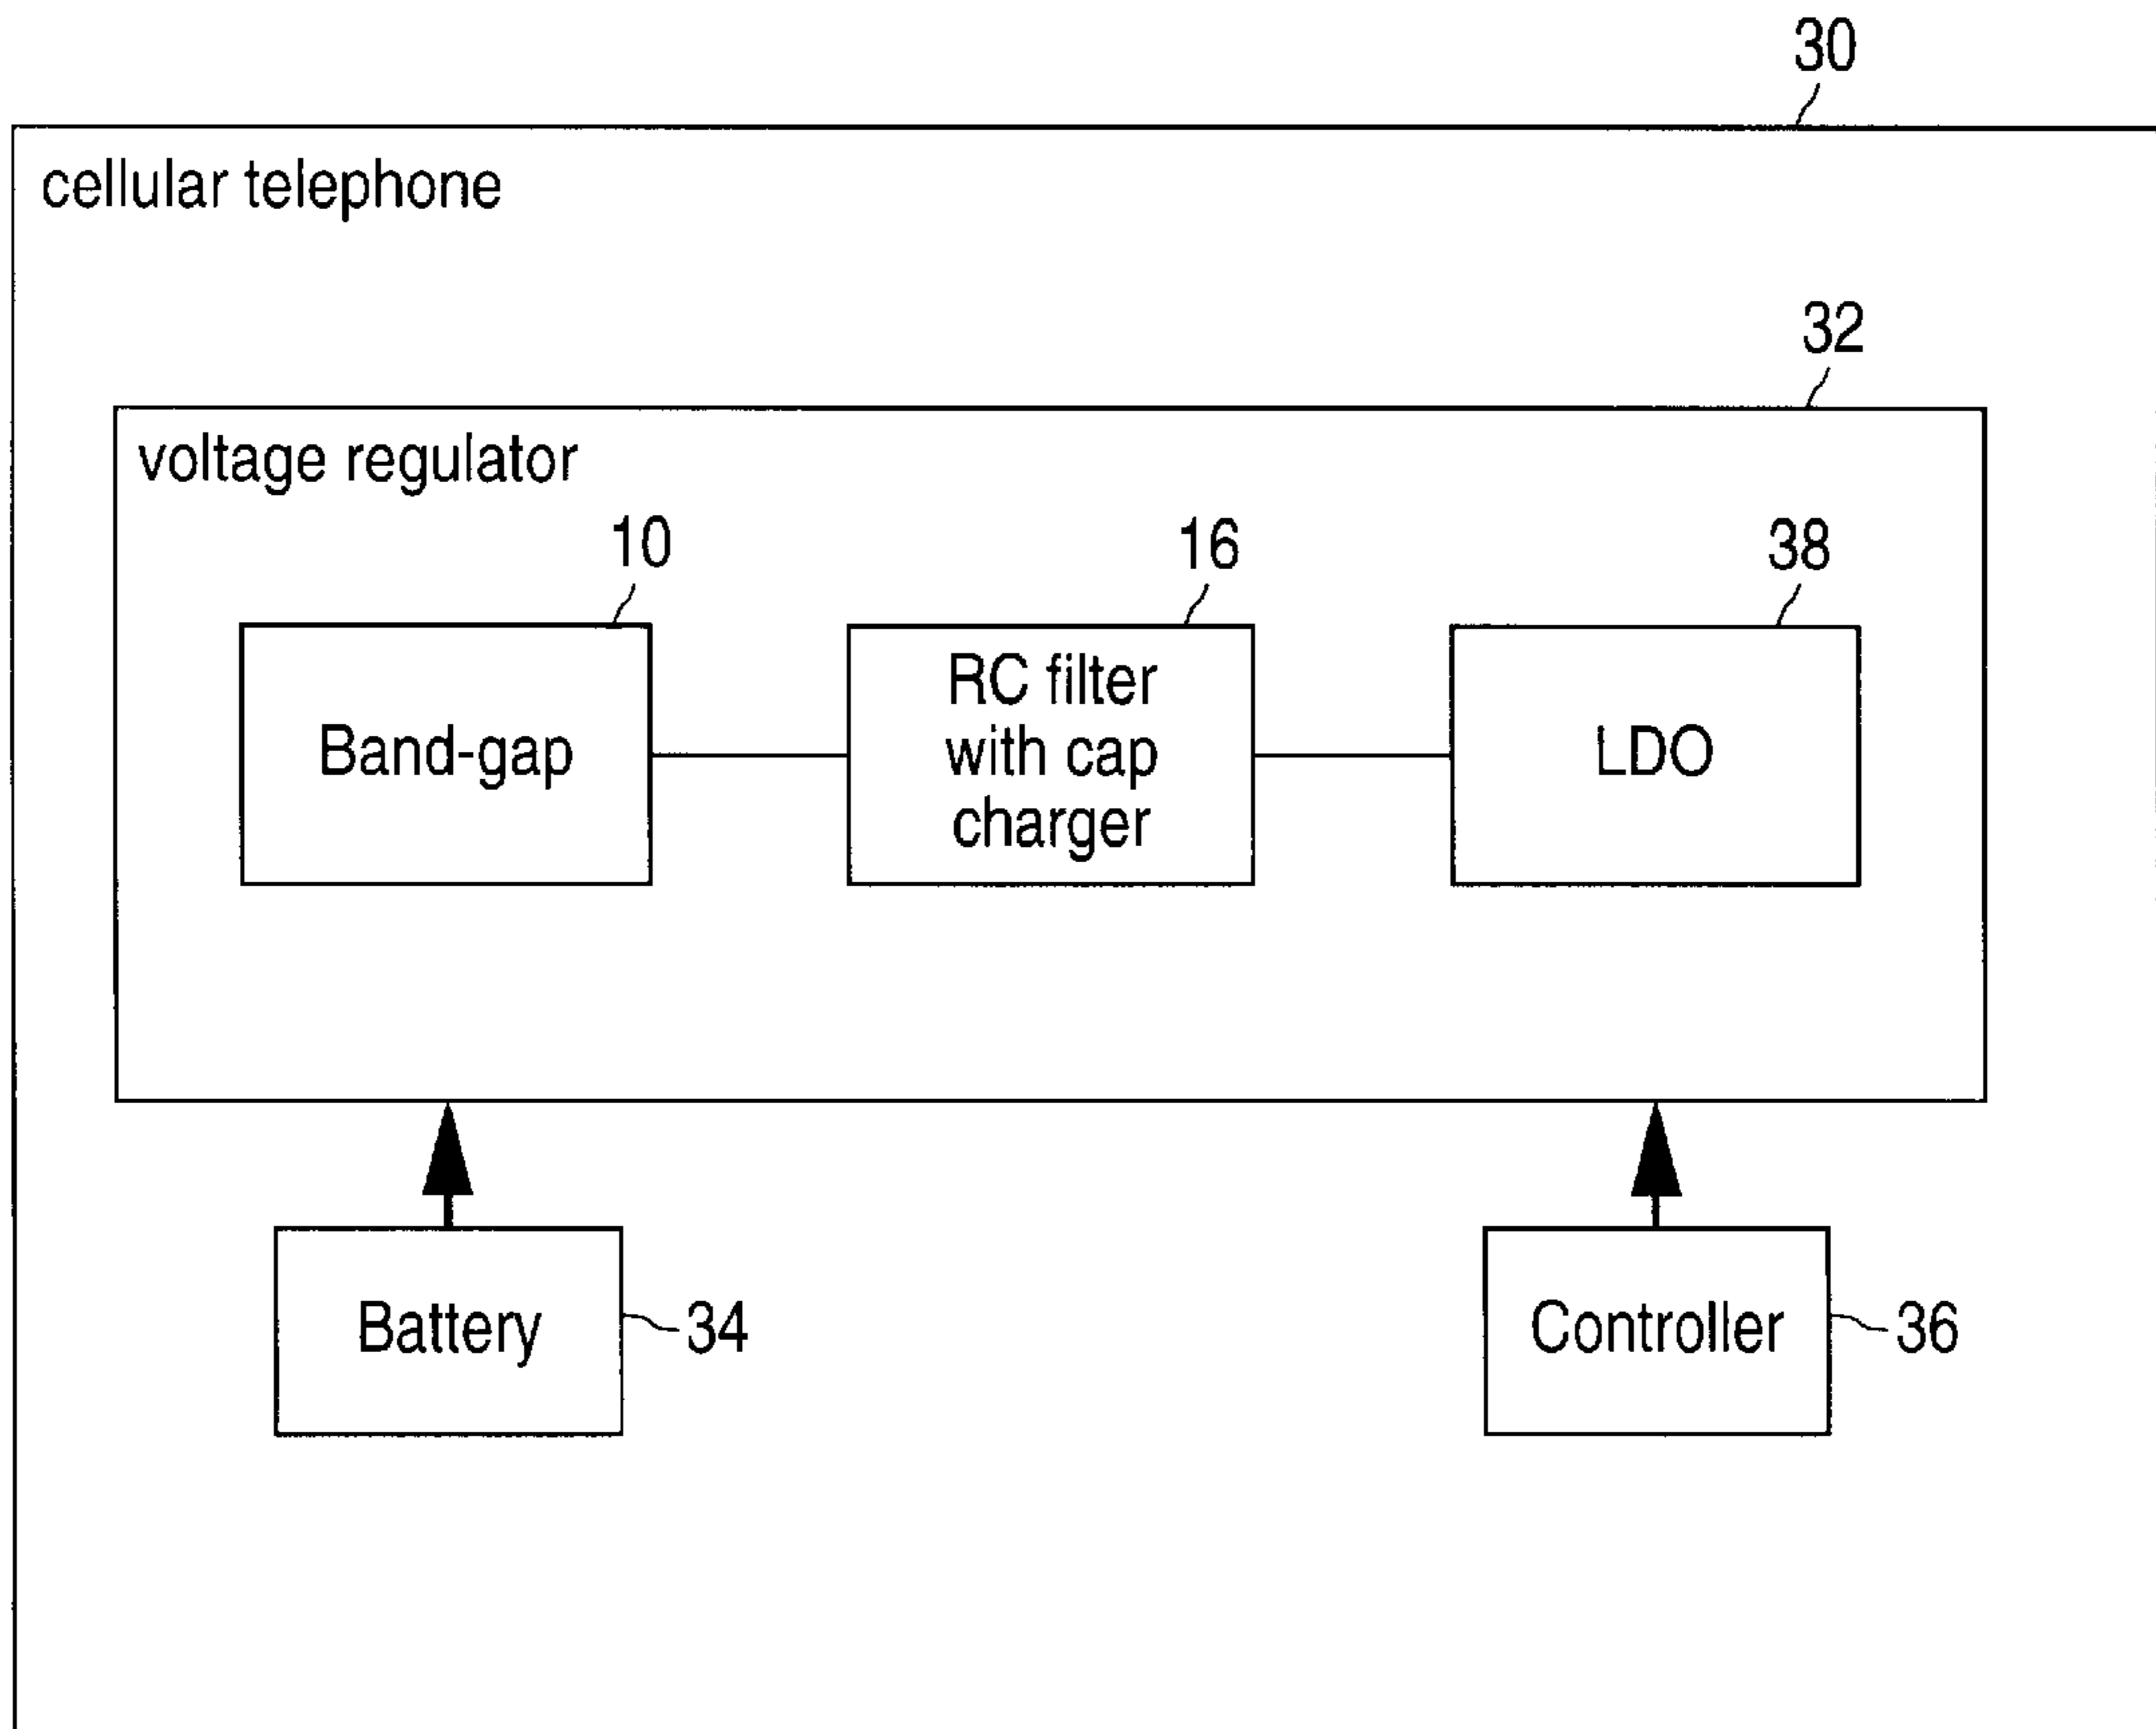 30
cellular telephone
32
voltage regulator
10
16
38
Band-gap
RC filter
with cap
charger
LDO
Battery
34
Controller
36